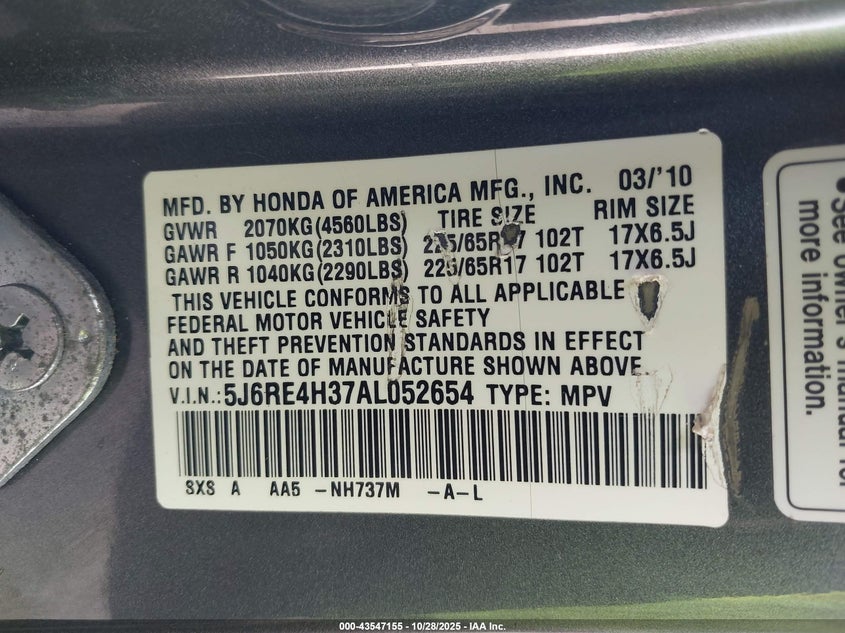 MFD. BY HONDA OF AMERICA MFG., INC. 03/'10
GVWR 2070KG(4560LBS) TIRE SIZE RIM SIZE
GAWR F 1050KG(2310LBS) 225/65R17 102T 17X6.5J
GAWR R 1040KG(2290LBS) 225/65R17 102T 17X6.5J
THIS VEHICLE CONFORMS TO ALL APPLICABLE
FEDERAL MOTOR VEHICLE SAFETY
AND THEFT PREVENTION STANDARDS IN EFFECT
ON THE DATE OF MANUFACTURE SHOWN ABOVE.
V.I.N.:5J6RE4H37AL052654 TYPE: MPV
SXS A AA5 -NH737M -A-L
•See owner's manual for
more information.
000-43547155 - 10/28/2025 - IAA Inc.